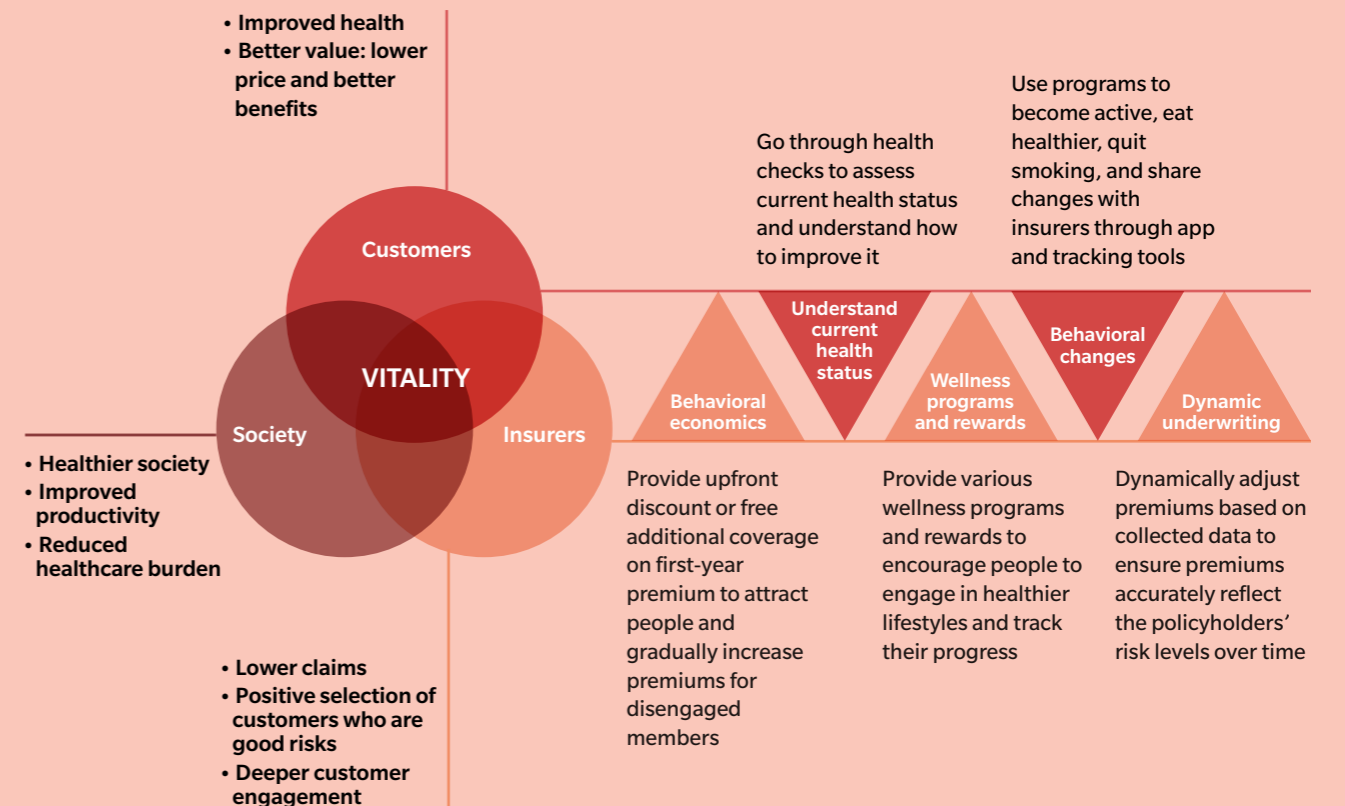 • Improved health
• Better value: lower
price and better
benefits
Customers
VITALITY
Society
Insurers
• Healthier society
• Improved
productivity
• Reduced
healthcare burden
• Lower claims
• Positive selection of
customers who are
good risks
• Deeper customer
engagement
Go through health
checks to assess
current health status
and understand how
to improve it
Use programs to
become active, eat
healthier, quit
smoking, and share
changes with
insurers through app
and tracking tools
Behavioral
economics
Understand
current
health
status
Wellness
programs
and rewards
Behavioral
changes
Dynamic
underwriting
Provide upfront
discount or free
additional coverage
on first-year
premium to attract
people and
gradually increase
premiums for
disengaged
members
Provide various
wellness programs
and rewards to
encourage people to
engage in healthier
lifestyles and track
their progress
Dynamically adjust
premiums based on
collected data to
ensure premiums
accurately reflect
the policyholders’
risk levels over time